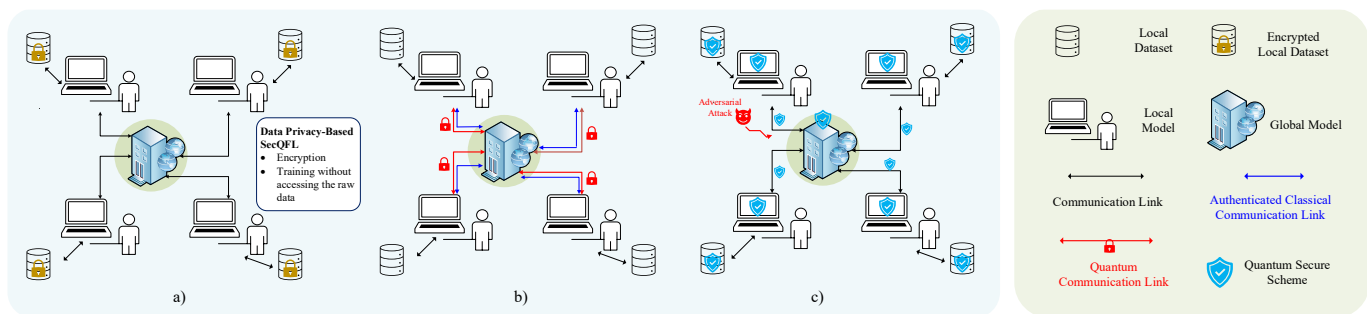 Data Privacy-Based
SecQFL
● Encryption
● Training without
accessing the raw
data
a)
b)
Adversarial
Attack
c)
Local
Dataset
Encrypted
Local Dataset
Local
Model
Global Model
Communication Link
Authenticated Classical
Communication Link
Quantum
Communication Link
Quantum Secure
Scheme